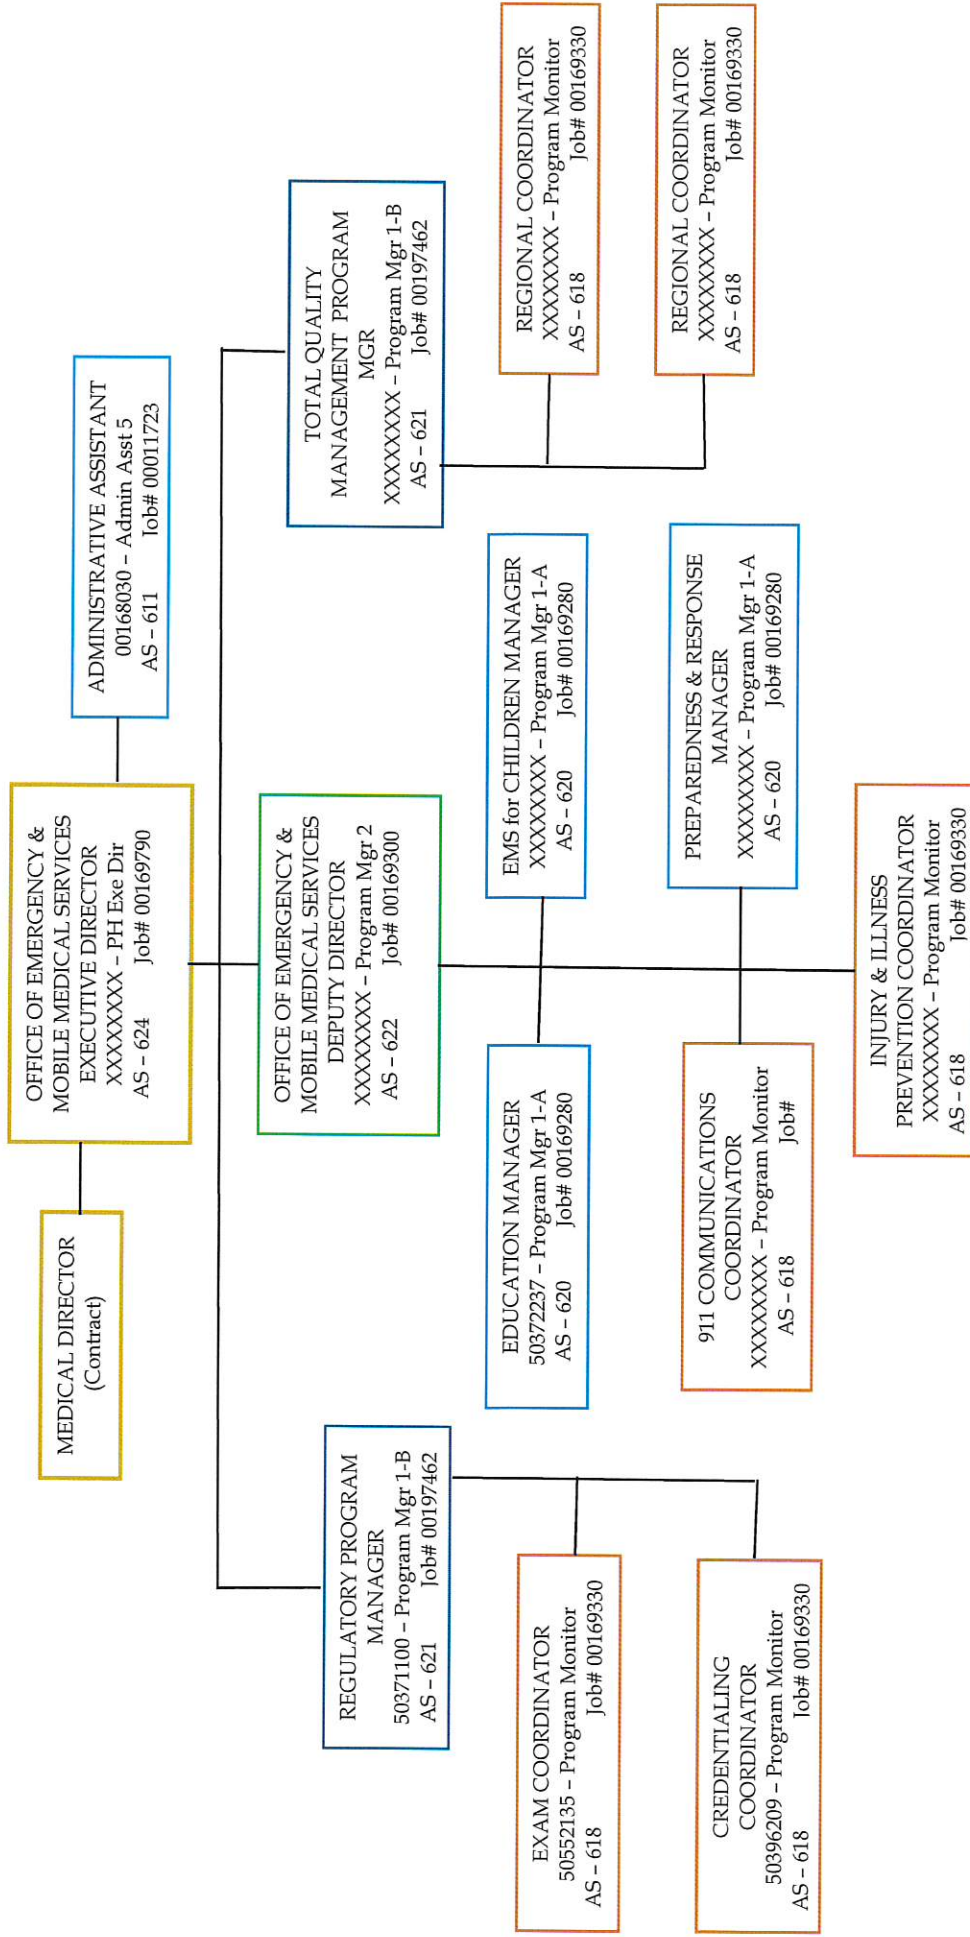 MEDICAL DIRECTOR
(Contract)
OFFICE OF EMERGENCY &
MOBILE MEDICAL SERVICES
EXECUTIVE DIRECTOR
XXXXXXXX – PH Exe Dir
AS – 624 Job# 00169790
ADMINISTRATIVE ASSISTANT
00168030 – Admin Asst 5
AS – 611 Job# 00011723
OFFICE OF EMERGENCY &
MOBILE MEDICAL SERVICES
DEPUTY DIRECTOR
XXXXXXXX – Program Mgr 2
AS – 622 Job# 00169300
REGULATORY PROGRAM
MANAGER
50371100 – Program Mgr 1-B
AS – 621 Job# 00197462
TOTAL QUALITY
MANAGEMENT PROGRAM
MGR
XXXXXXXX – Program Mgr 1-B
AS – 621 Job# 00197462
EXAM COORDINATOR
50552135 – Program Monitor
AS – 618 Job# 00169330
EDUCATION MANAGER
50372237 – Program Mgr 1-A
AS – 620 Job# 00169280
EMS for CHILDREN MANAGER
XXXXXXXX – Program Mgr 1-A
AS – 620 Job# 00169280
REGIONAL COORDINATOR
XXXXXXXX – Program Monitor
AS – 618 Job# 00169330
CREDENTIALING
COORDINATOR
50396209 – Program Monitor
AS – 618 Job# 00169330
911 COMMUNICATIONS
COORDINATOR
XXXXXXXX – Program Monitor
AS – 618 Job#
PREPAREDNESS & RESPONSE
MANAGER
XXXXXXXX – Program Mgr 1-A
AS – 620 Job# 00169280
REGIONAL COORDINATOR
XXXXXXXX – Program Monitor
AS – 618 Job# 00169330
INJURY & ILLNESS
PREVENTION COORDINATOR
XXXXXXXX – Program Monitor
AS – 618 Job# 00169330